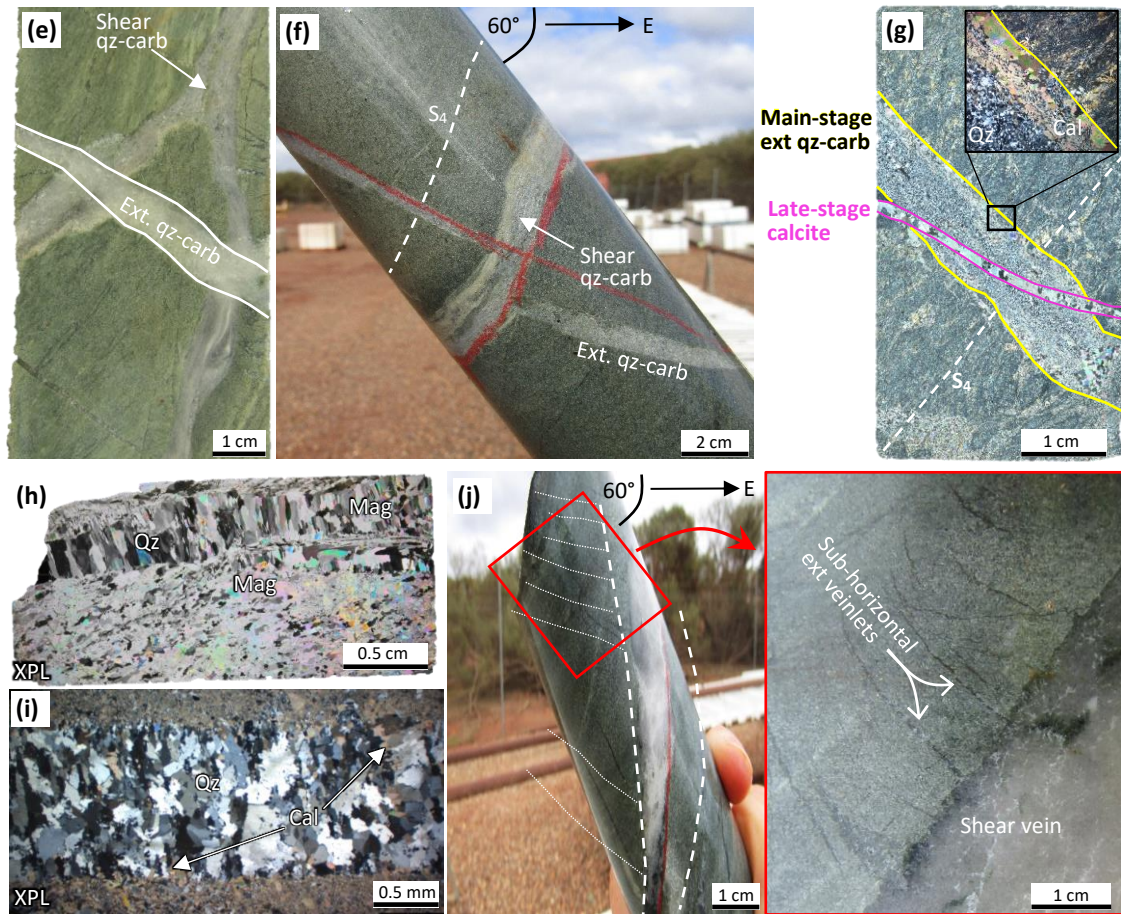 (e)
Shear
qz-carb
Ext. qz-carb
1 cm
(f)
60°
E
S4
Shear
qz-carb
Ext. qz-carb
2 cm
(g)
Main-stage
ext qz-carb
Late-stage
calcite
Qz
Cal
S4
1 cm
(h)
Mag
Qz
Mag
XPL
0.5 cm
(i)
Qz
Cal
XPL
0.5 mm
(j)
60°
E
1 cm
Sub-horizontal
ext veinlets
Shear vein
1 cm